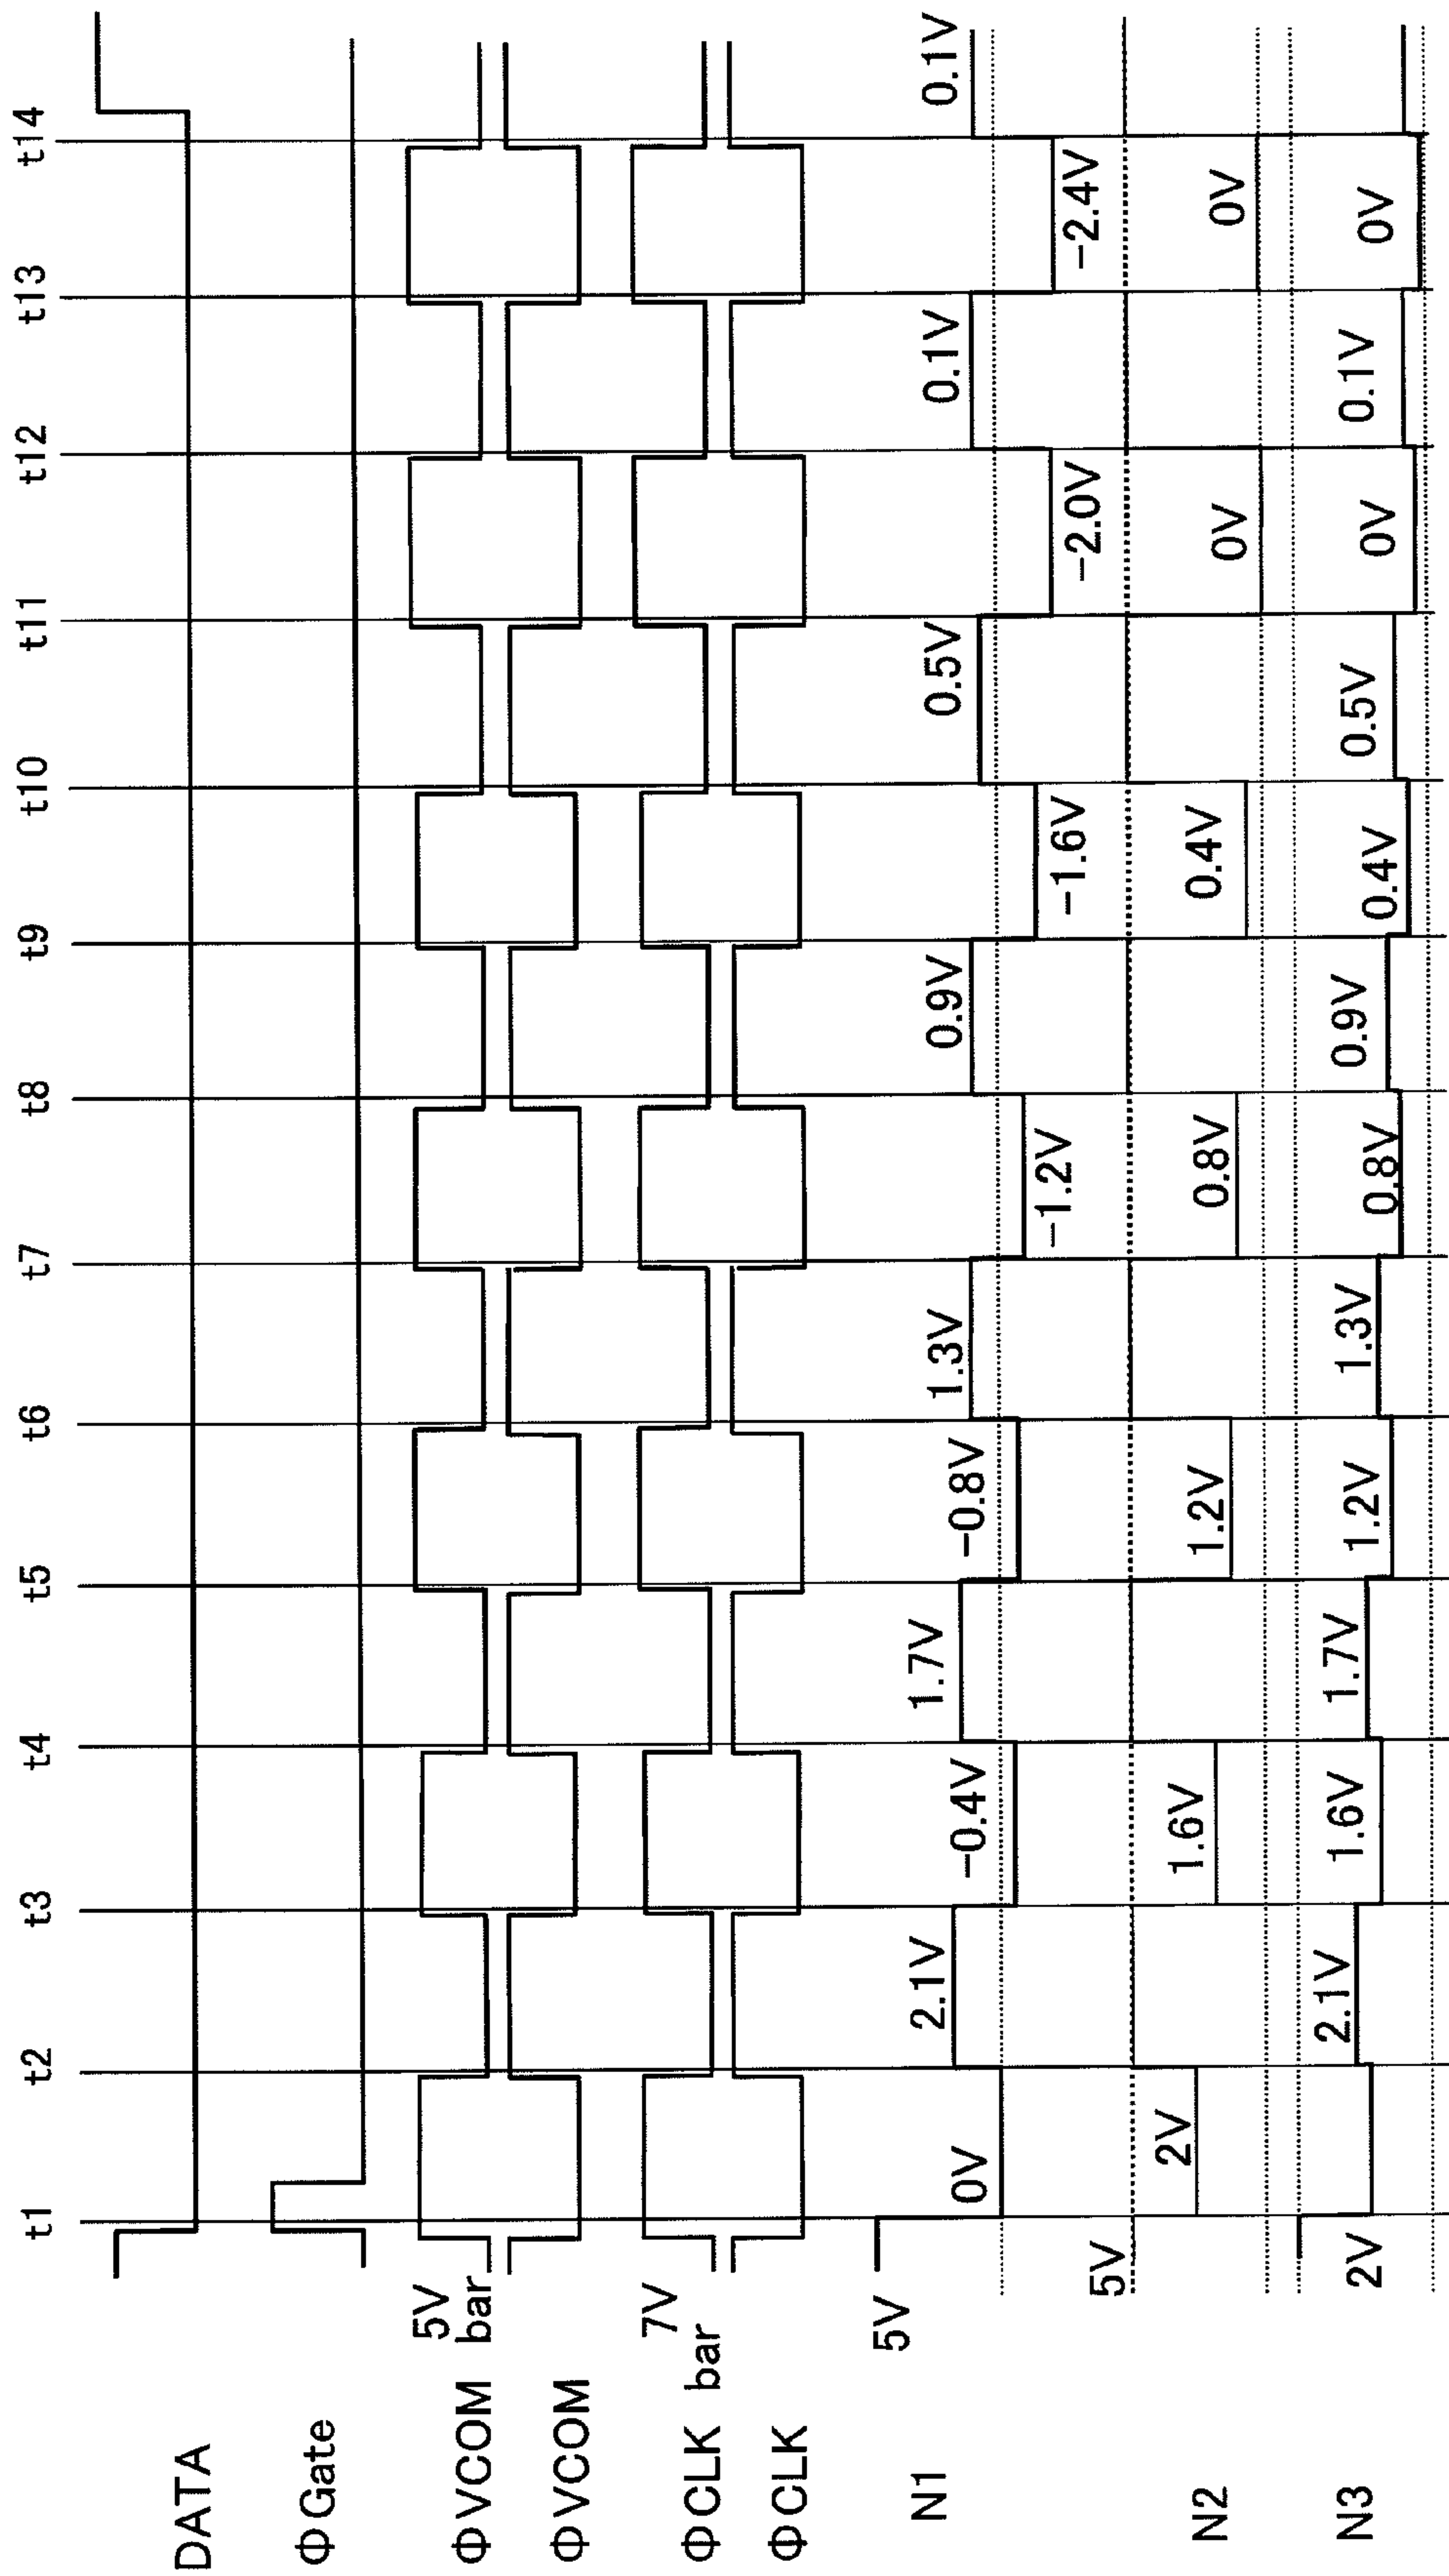 t1 t2 t3 t4 t5 t6 t7 t8 t9 t10 t11 t12 t13 t14
DATA
ΦGate
5V
ΦVCOM bar
ΦVCOM
7V
ΦCLK bar
ΦCLK
N1 5V 0V 2.1V −0.4V 1.7V −0.8V 1.3V −1.2V 0.9V −1.6V 0.5V −2.0V 0.1V −2.4V 0.1V
N2 5V 2V 1.6V 1.2V 0.8V 0.4V 0V 0V
N3 2V 2.1V 1.6V 1.7V 1.2V 1.3V 0.8V 0.9V 0.4V 0.5V 0V 0.1V 0V